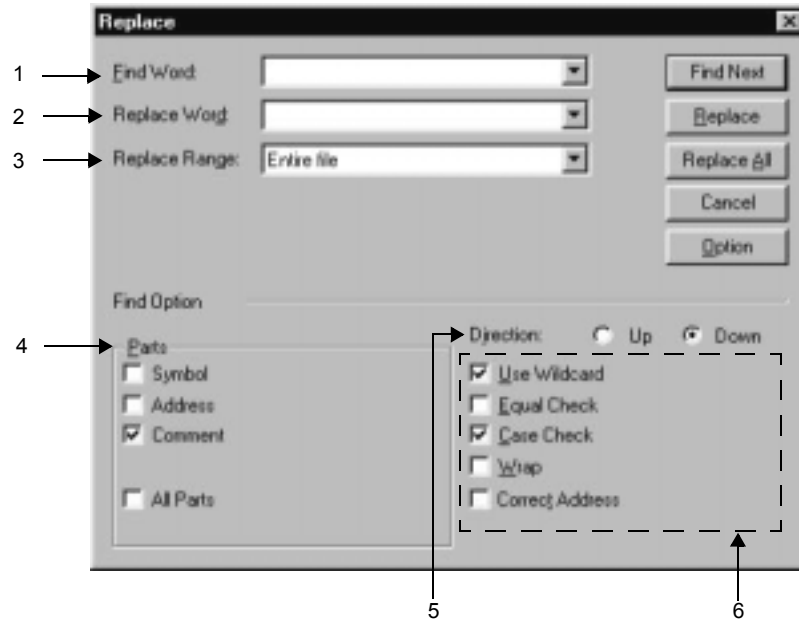 Replace
1
Find Word:
Find Next
2
Replace Word:
Replace
3
Replace Range:
Entire file
Replace All
Cancel
Option
Find Option
4
Parts
Symbol
Address
Comment
All Parts
Direction:
Up
Down
Use Wildcard
Equal Check
Case Check
Wrap
Correct Address
5
6